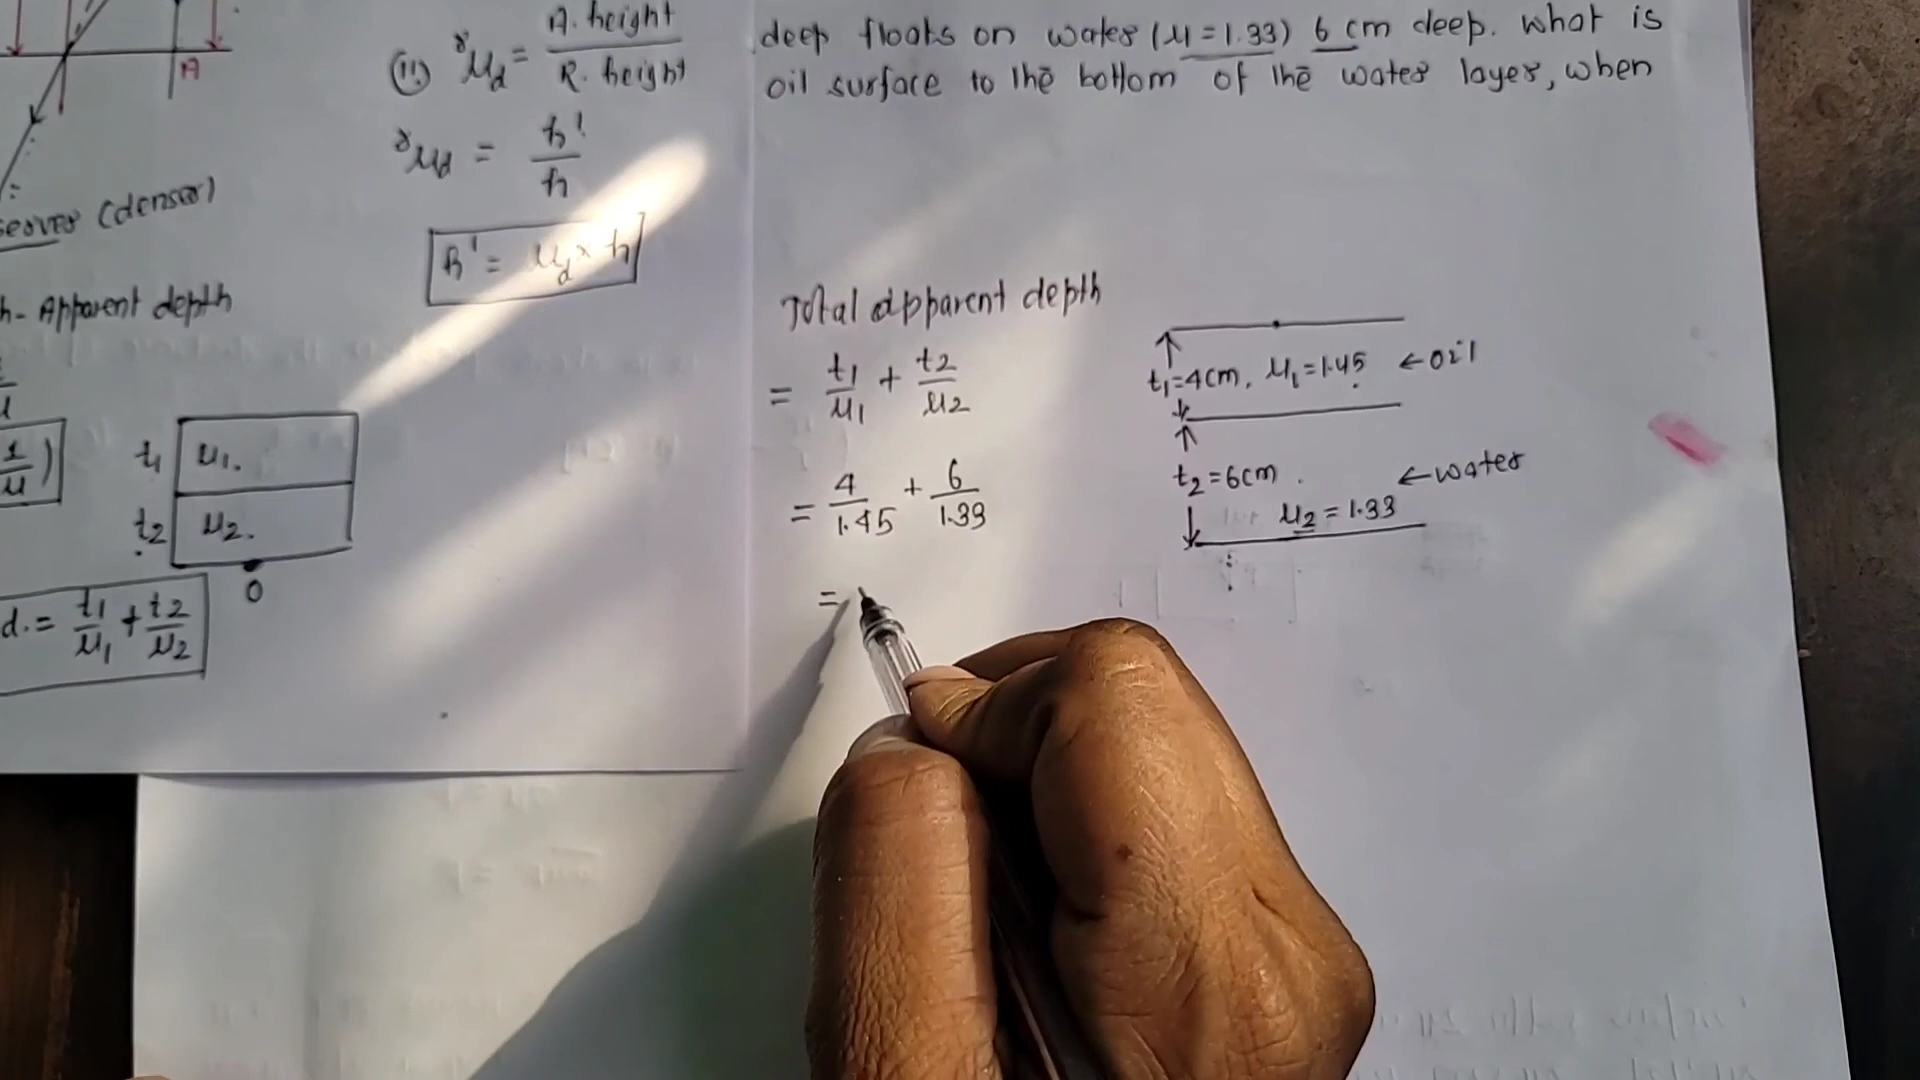 A
(ii) ᵞμd = A. height / R. height
ᵞμd = h' / h
h' = μd × h
(denser)
h- Apparent depth
t1 μ1.
t2 μ2.
O
d. = t1/μ1 + t2/μ2
deep floats on water (μ = 1.33) 6 cm deep. What is
oil surface to the bottom of the water layer, when
Total apparent depth
= t1/μ1 + t2/μ2
= 4/1.45 + 6/1.33
=
t1=4cm, μ1=1.45 ←oil
t2=6cm. ←water
μ2 = 1.33